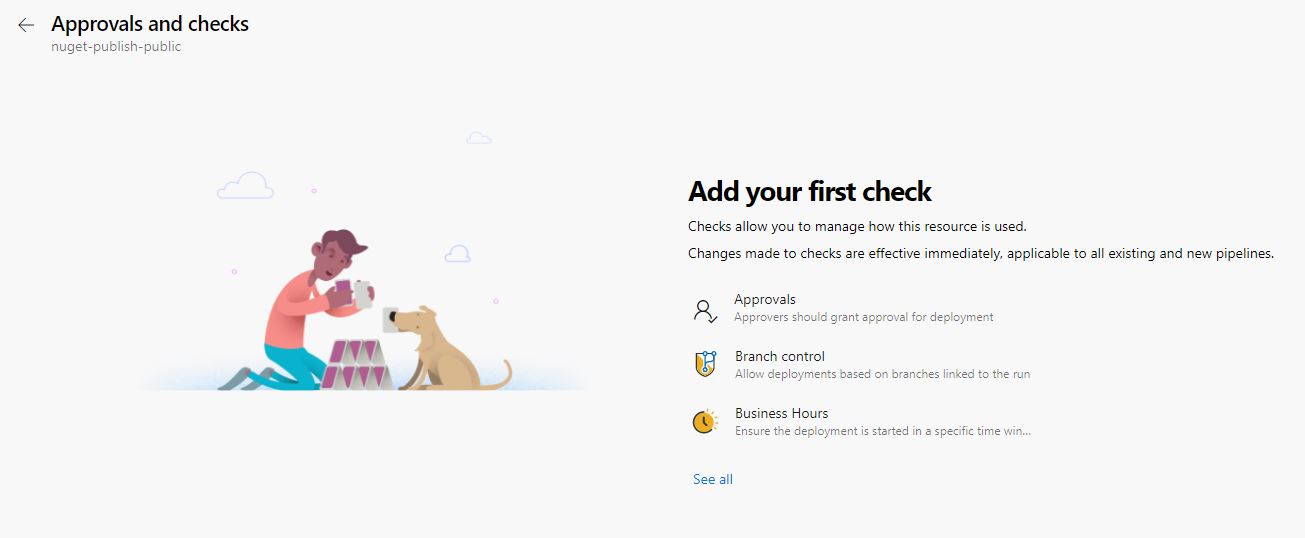 Approvals and checks
nuget-publish-public
Add your first check
Checks allow you to manage how this resource is used.
Changes made to checks are effective immediately, applicable to all existing and new pipelines.
Approvals
Approvers should grant approval for deployment
Branch control
Allow deployments based on branches linked to the run
Business Hours
Ensure the deployment is started in a specific time win...
See all